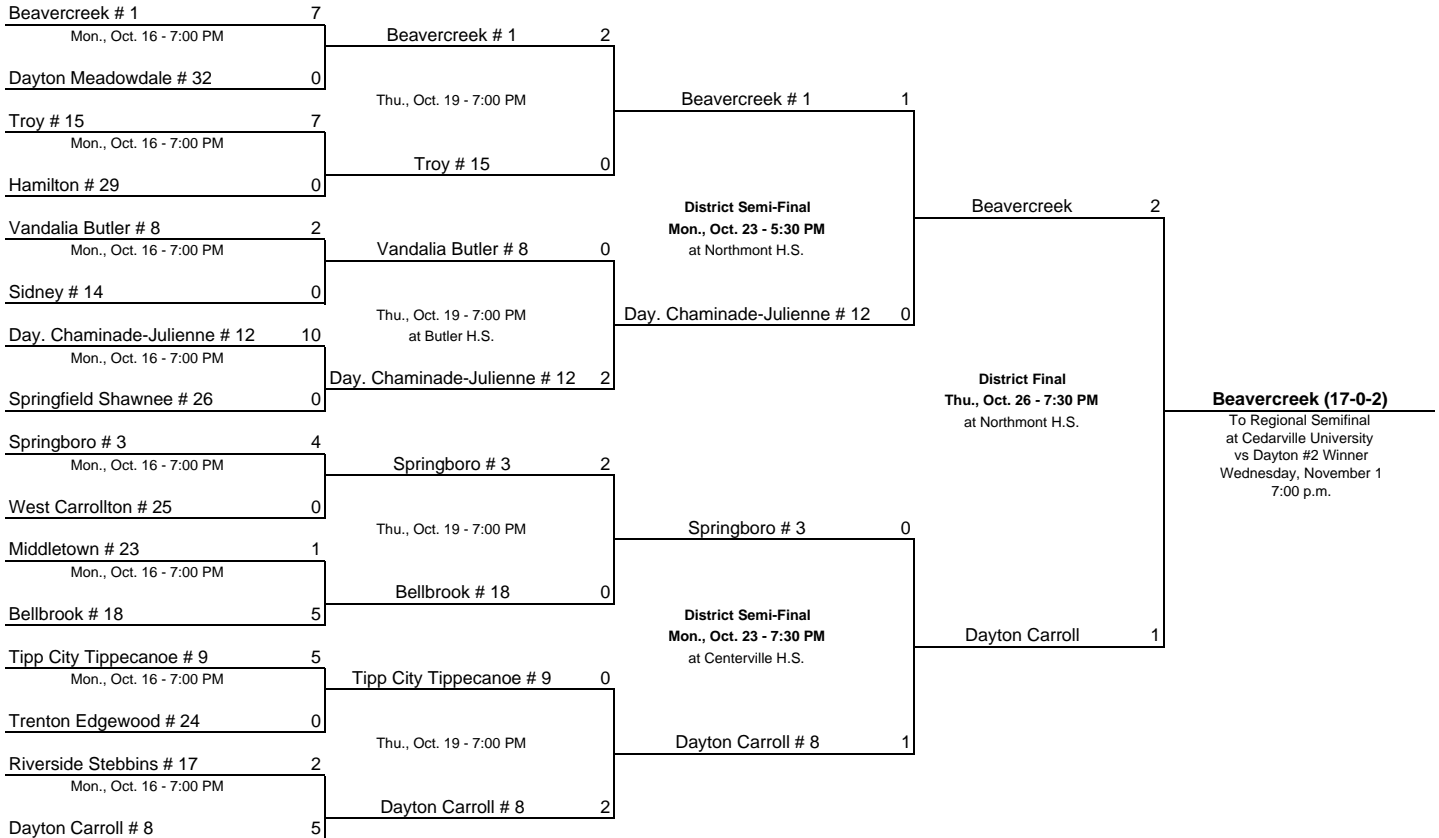 Beavercreek # 1 7
Mon., Oct. 16 - 7:00 PM
Dayton Meadowdale # 32 0
Troy # 15 7
Mon., Oct. 16 - 7:00 PM
Hamilton # 29 0
Vandalia Butler # 8 2
Mon., Oct. 16 - 7:00 PM
Sidney # 14 0
Day. Chaminade-Julienne # 12 10
Mon., Oct. 16 - 7:00 PM
Springfield Shawnee # 26 0
Springboro # 3 4
Mon., Oct. 16 - 7:00 PM
West Carrollton # 25 0
Middletown # 23 1
Mon., Oct. 16 - 7:00 PM
Bellbrook # 18 5
Tipp City Tippecanoe # 9 5
Mon., Oct. 16 - 7:00 PM
Trenton Edgewood # 24 0
Riverside Stebbins # 17 2
Mon., Oct. 16 - 7:00 PM
Dayton Carroll # 8 5
Beavercreek # 1 2
Thu., Oct. 19 - 7:00 PM
Troy # 15 0
Vandalia Butler # 8 0
Thu., Oct. 19 - 7:00 PM
at Butler H.S.
Day. Chaminade-Julienne # 12 2
Springboro # 3 2
Thu., Oct. 19 - 7:00 PM
Bellbrook # 18 0
Tipp City Tippecanoe # 9 0
Thu., Oct. 19 - 7:00 PM
Dayton Carroll # 8 2
Beavercreek # 1 1
District Semi-Final
Mon., Oct. 23 - 5:30 PM
at Northmont H.S.
Day. Chaminade-Julienne # 12 0
Springboro # 3 0
District Semi-Final
Mon., Oct. 23 - 7:30 PM
at Centerville H.S.
Dayton Carroll # 8 1
Beavercreek 2
District Final
Thu., Oct. 26 - 7:30 PM
at Northmont H.S.
Dayton Carroll 1
Beavercreek (17-0-2)
To Regional Semifinal
at Cedarville University
vs Dayton #2 Winner
Wednesday, November 1
7:00 p.m.